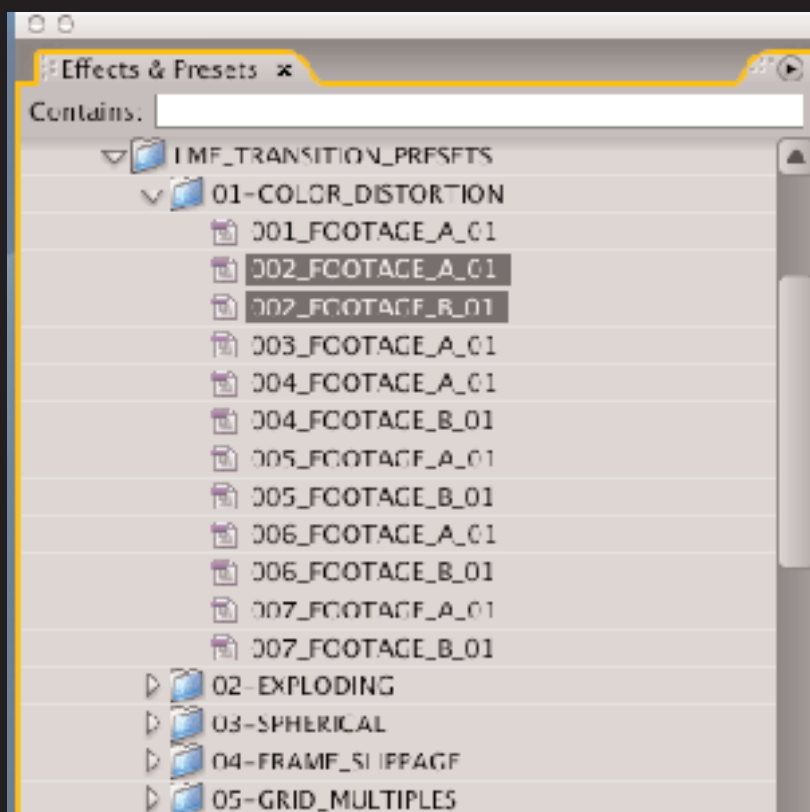 Effects & Presets x
Contains:
LME_TRANSITION_PRESETS
01-COLOR_DISTORTION
001_FOOTAGE_A_01
002_FOOTAGE_A_01
002_FOOTAGE_B_01
003_FOOTAGE_A_01
004_FOOTAGE_A_01
004_FOOTAGE_B_01
005_FOOTAGE_A_01
005_FOOTAGE_B_01
006_FOOTAGE_A_01
006_FOOTAGE_B_01
007_FOOTAGE_A_01
007_FOOTAGE_B_01
02-EXPLODING
03-SPHERICAL
04-FRAME_SLIPPAGE
05-GRID_MULTIPLES